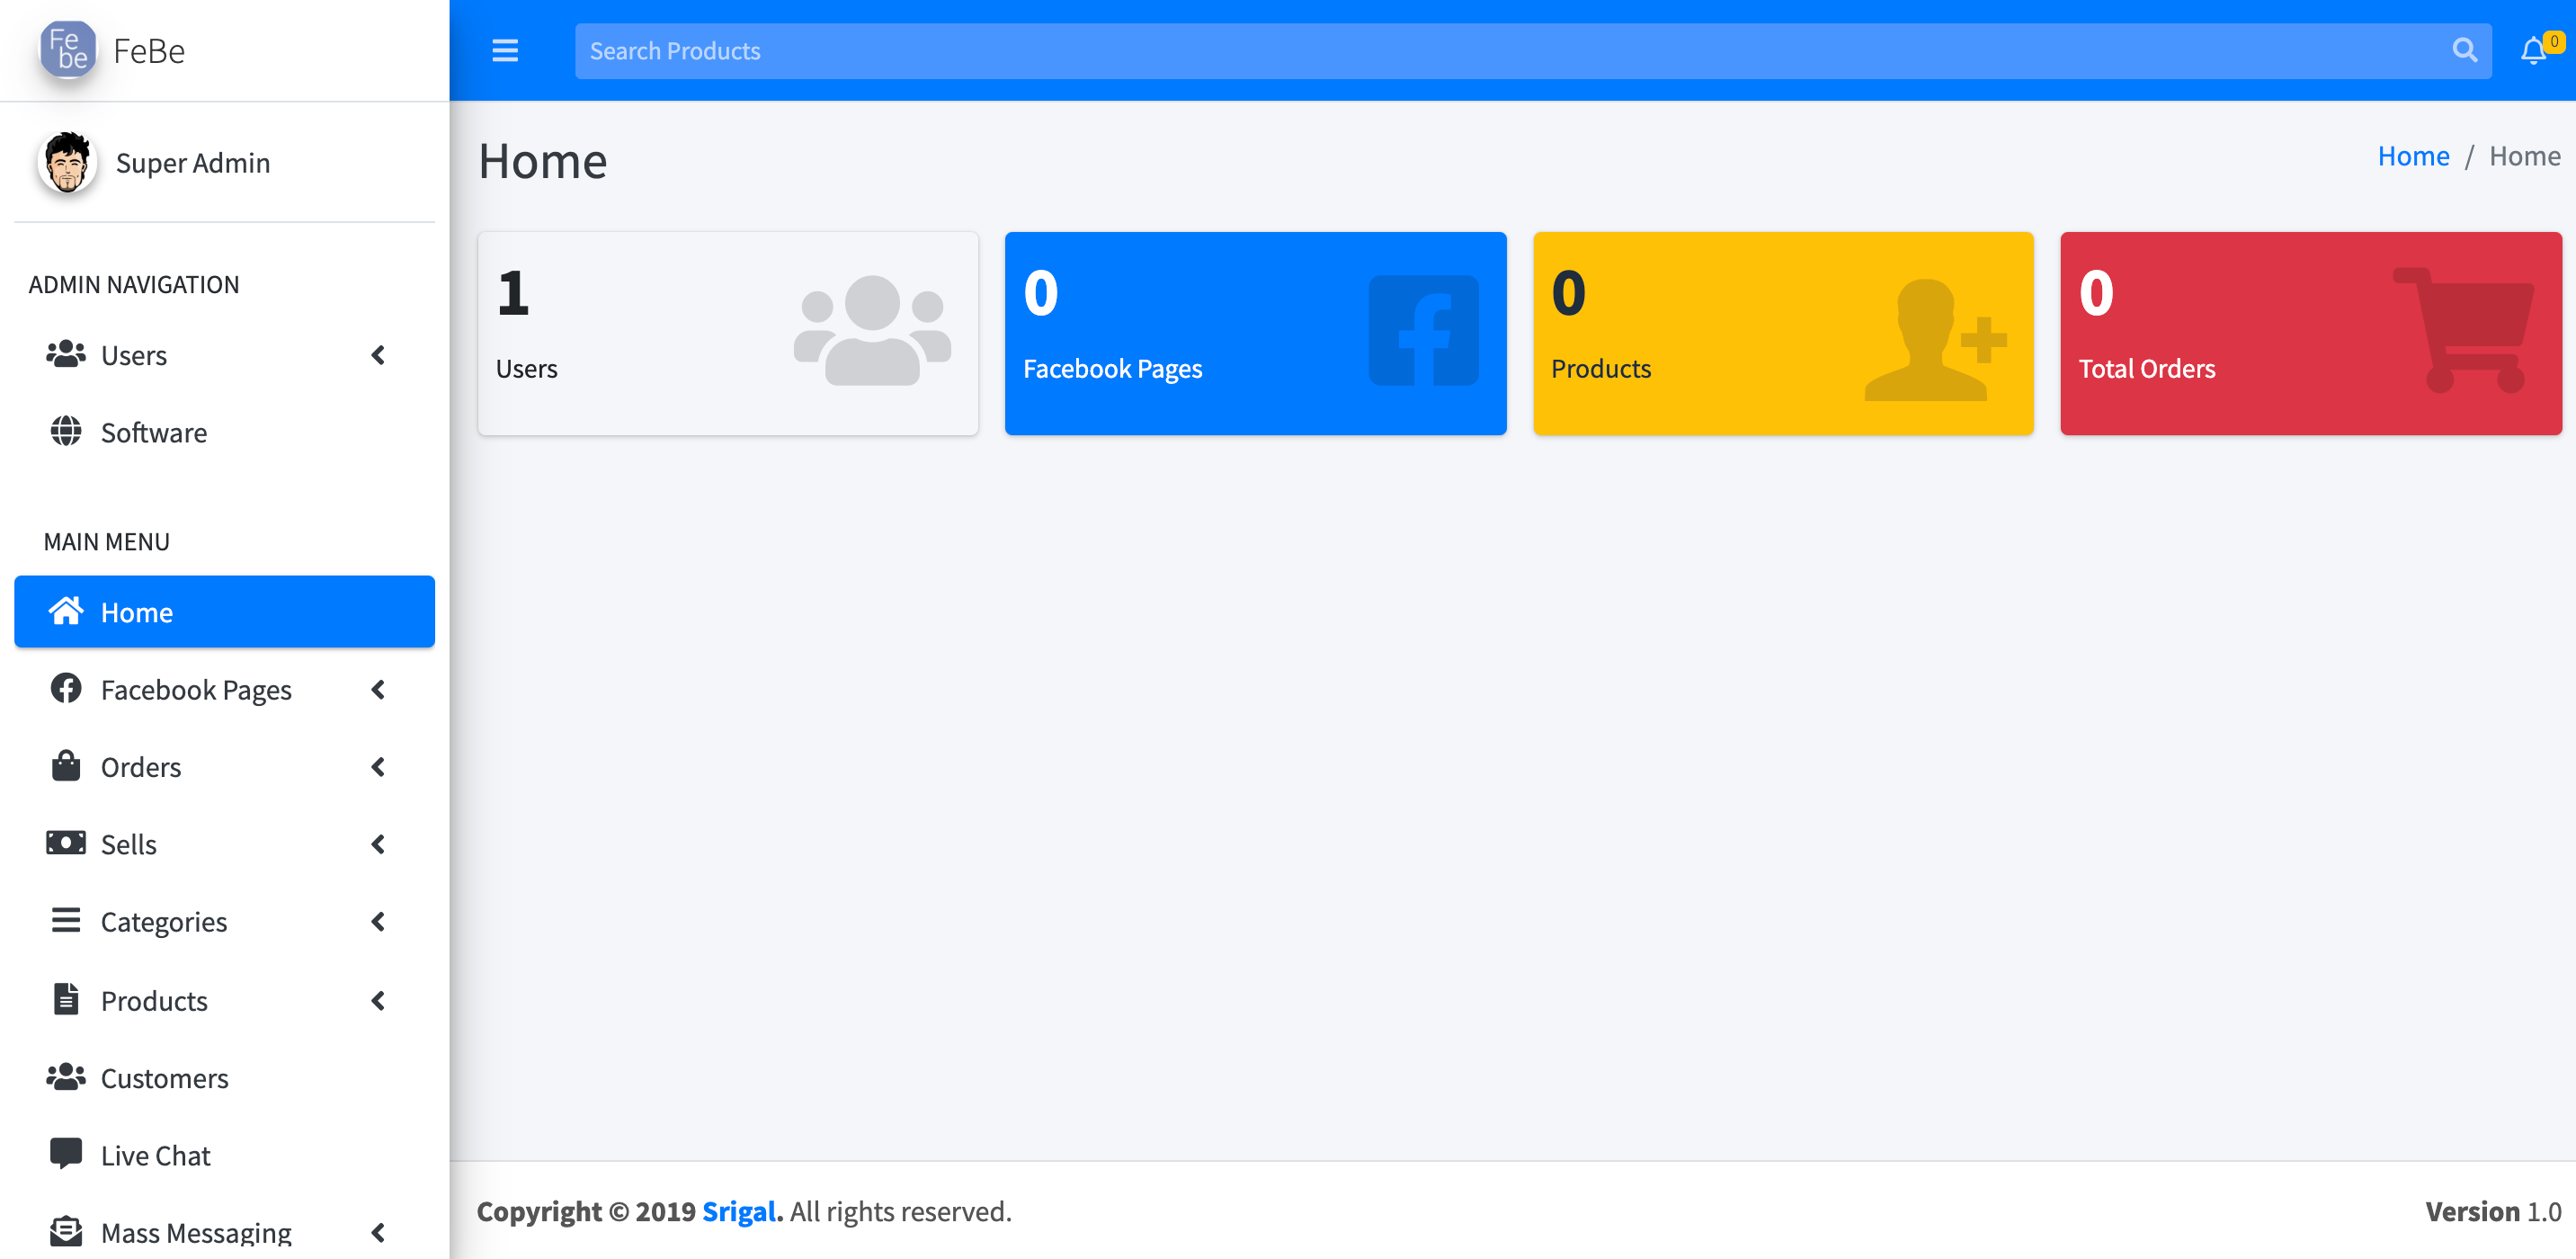 Fe
be
FeBe
Search Products
0
Super Admin
Home
Home / Home
ADMIN NAVIGATION
Users
Software
1
Users
0
Facebook Pages
0
Products
0
Total Orders
MAIN MENU
Home
Facebook Pages
Orders
Sells
Categories
Products
Customers
Live Chat
Mass Messaging
Copyright © 2019 Srigal. All rights reserved.
Version 1.0